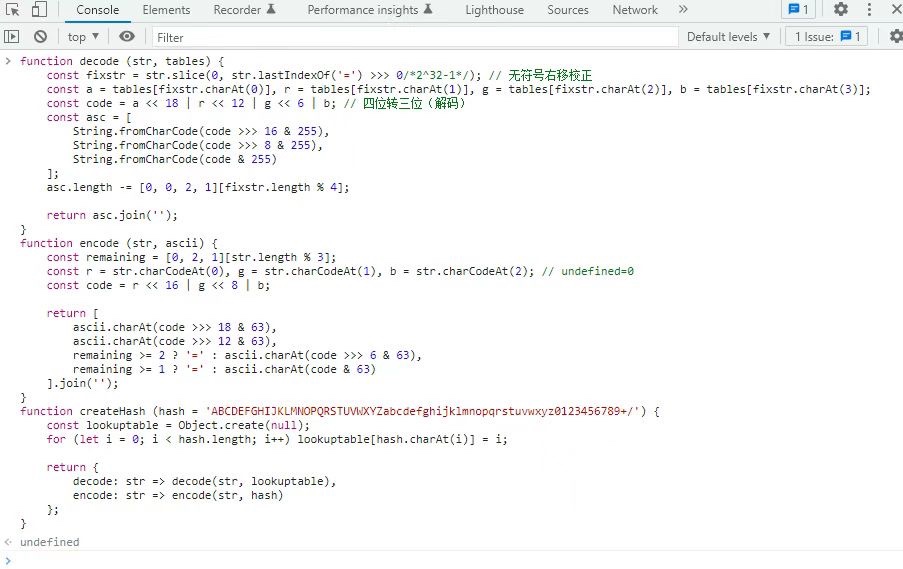 Console Elements Recorder Performance insights Lighthouse Sources Network » 1
top ▼ Filter Default levels ▼ 1 Issue: 1
> function decode (str, tables) {
    const fixstr = str.slice(0, str.lastIndexOf('=') >>> 0/*2^32-1*/); // 无符号右移校正
    const a = tables[fixstr.charAt(0)], r = tables[fixstr.charAt(1)], g = tables[fixstr.charAt(2)], b = tables[fixstr.charAt(3)];
    const code = a << 18 | r << 12 | g << 6 | b; // 四位转三位（解码）
    const asc = [
        String.fromCharCode(code >>> 16 & 255),
        String.fromCharCode(code >>> 8 & 255),
        String.fromCharCode(code & 255)
    ];
    asc.length -= [0, 0, 2, 1][fixstr.length % 4];
    return asc.join('');
}
function encode (str, ascii) {
    const remaining = [0, 2, 1][str.length % 3];
    const r = str.charCodeAt(0), g = str.charCodeAt(1), b = str.charCodeAt(2); // undefined=0
    const code = r << 16 | g << 8 | b;
    return [
        ascii.charAt(code >>> 18 & 63),
        ascii.charAt(code >>> 12 & 63),
        remaining >= 2 ? '=' : ascii.charAt(code >>> 6 & 63),
        remaining >= 1 ? '=' : ascii.charAt(code & 63)
    ].join('');
}
function createHash (hash = 'ABCDEFGHIJKLMNOPQRSTUVWXYZabcdefghijklmnopqrstuvwxyz0123456789+/') {
    const lookuptable = Object.create(null);
    for (let i = 0; i < hash.length; i++) lookuptable[hash.charAt(i)] = i;
    return {
        decode: str => decode(str, lookuptable),
        encode: str => encode(str, hash)
    };
}
undefined
>